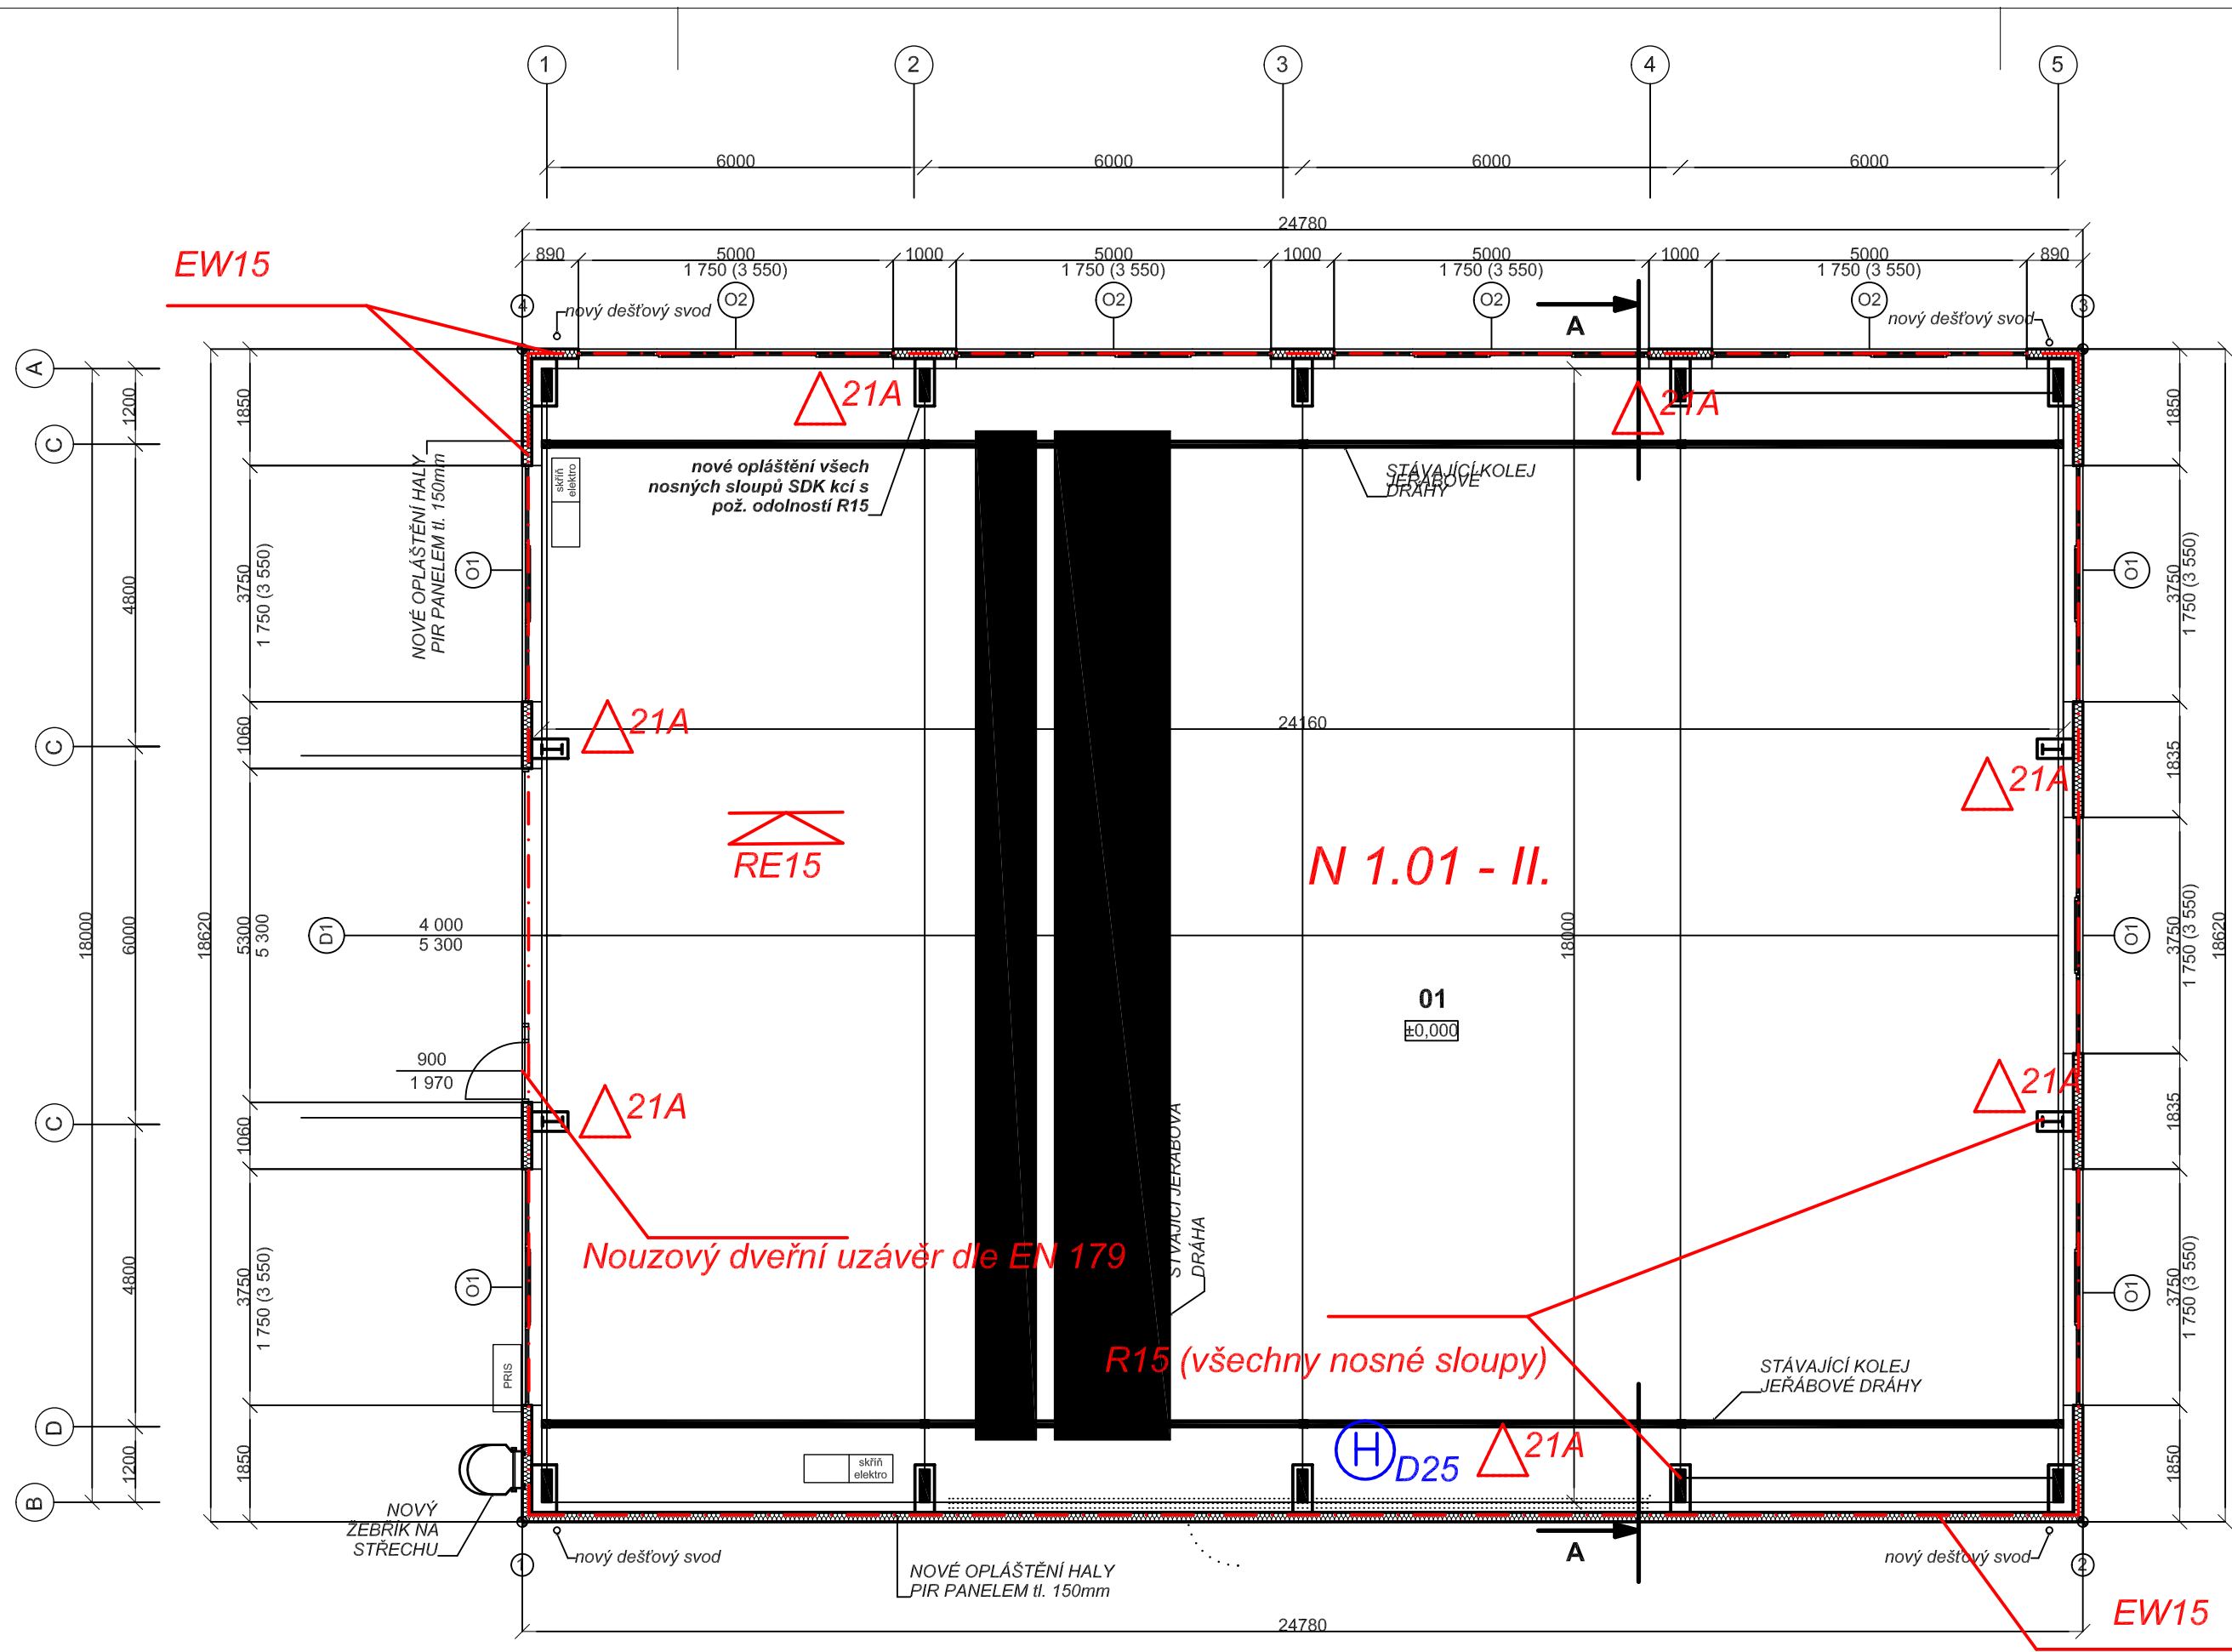 1
2
3
4
5
6000
6000
6000
6000
24780
890
5000
1000
5000
1000
5000
1000
5000
890
1 750 (3 550)
1 750 (3 550)
1 750 (3 550)
1 750 (3 550)
EW15
4
nový dešťový svod
O2
O2
O2
O2
A
nový dešťový svod
3
A
1200
1850
1850
21A
21A
C
NOVÉ OPLÁŠTĚNÍ HALY
PIR PANELEM tl. 150mm
skříň
elektro
nové opláštění všech
nosných sloupů SDK kcí s
pož. odolností R15
STÁVAJÍCÍ KOLEJ
JEŘÁBOVÉ
DRÁHY
4800
3750
1 750 (3 550)
O1
O1
3750
1 750 (3 550)
C
1060
21A
24160
1835
21A
RE15
N 1.01 - II.
18000
6000
18620
5300
5 300
D1
4 000
5 300
18000
O1
3750
1 750 (3 550)
18620
01
±0,000
900
1 970
C
1060
21A
21A
1835
STVAJÍCÍ JEŘÁBOVÁ
DRÁHA
Nouzový dveřní uzávěr dle EN 179
4800
3750
1 750 (3 550)
O1
O1
3750
1 750 (3 550)
PRIS
R15 (všechny nosné sloupy)
STÁVAJÍCÍ KOLEJ
JEŘÁBOVÉ DRÁHY
D
1200
1850
skříň
elektro
H
D25
21A
1850
B
NOVÝ
ŽEBŘÍK NA
STŘECHU
1
nový dešťový svod
NOVÉ OPLÁŠTĚNÍ HALY
PIR PANELEM tl. 150mm
A
nový dešťový svod
2
24780
EW15